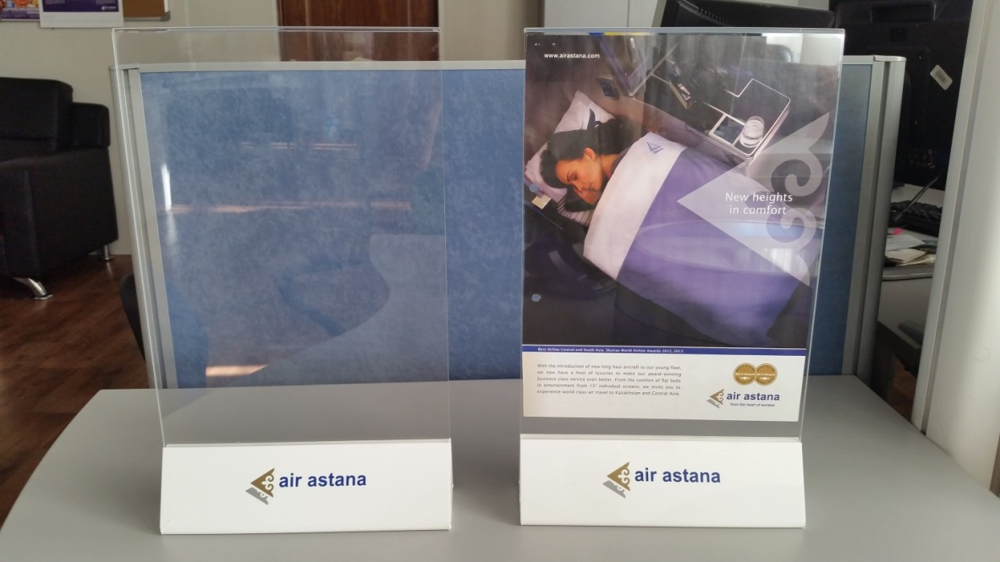 www.airastana.com
New heights
in comfort
Best Airline Central and South Asia, Skytrax World Airline Awards 2012, 2013
With the introduction of new long haul aircraft to our young fleet,
we now have a host of luxuries to make our award-winning
business class service even better. From the comfort of flat beds
to entertainment from 15" individual screens, we invite you to
experience world class air travel to Kazakhstan and Central Asia.
air astana
from the heart of eurasia
air astana
air astana